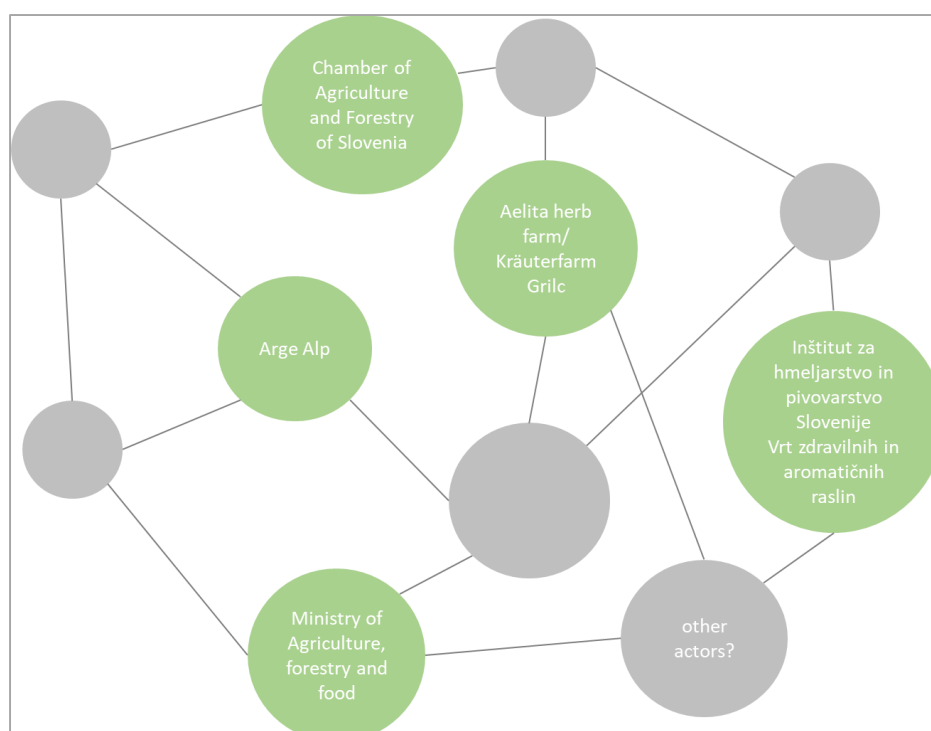 Chamber of
Agriculture
and Forestry
of Slovenia
Aelita herb
farm/
Kräuterfarm
Grilc
Arge Alp
Inštitut za
hmeljarstvo in
pivovarstvo
Slovenije
Vrt zdravilnih in
aromatičnih
raslin
Ministry of
Agriculture,
forestry and
food
other
actors?